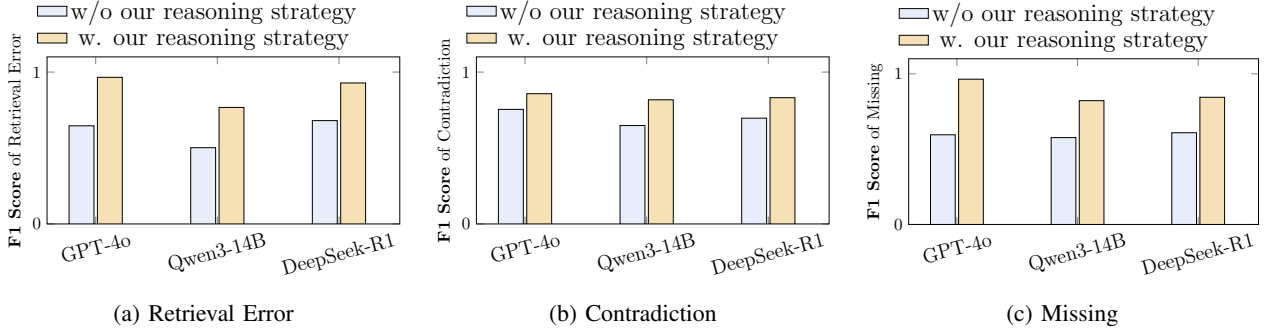 w/o our reasoning strategy
w. our reasoning strategy
F1 Score of Retrieval Error
1
0
GPT-4o
Qwen3-14B
DeepSeek-R1
(a) Retrieval Error
w/o our reasoning strategy
w. our reasoning strategy
F1 Score of Contradiction
1
0
GPT-4o
Qwen3-14B
DeepSeek-R1
(b) Contradiction
w/o our reasoning strategy
w. our reasoning strategy
F1 Score of Missing
1
0
GPT-4o
Qwen3-14B
DeepSeek-R1
(c) Missing